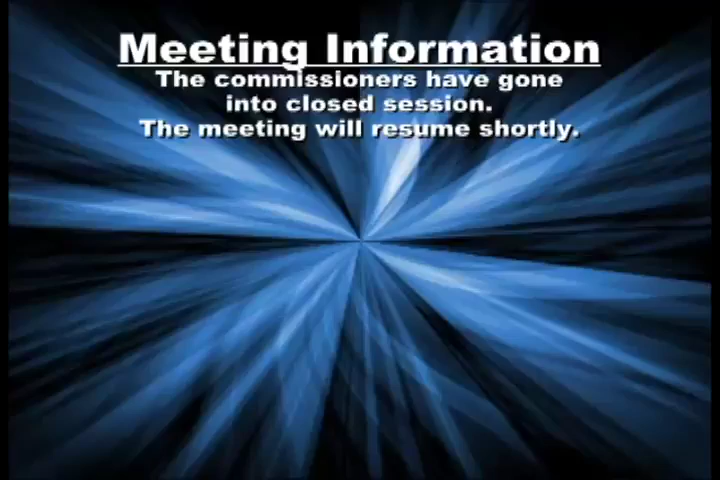 Meeting Information
The commissioners have gone
into closed session.
The meeting will resume shortly.